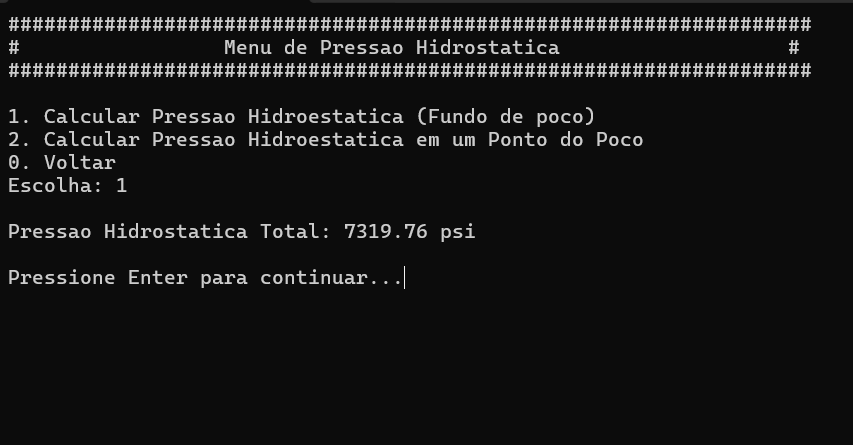 ###################################################################
#                 Menu de Pressao Hidrostatica                   #
###################################################################
1. Calcular Pressao Hidroestatica (Fundo de poco)
2. Calcular Pressao Hidroestatica em um Ponto do Poco
0. Voltar
Escolha: 1
Pressao Hidrostatica Total: 7319.76 psi
Pressione Enter para continuar...